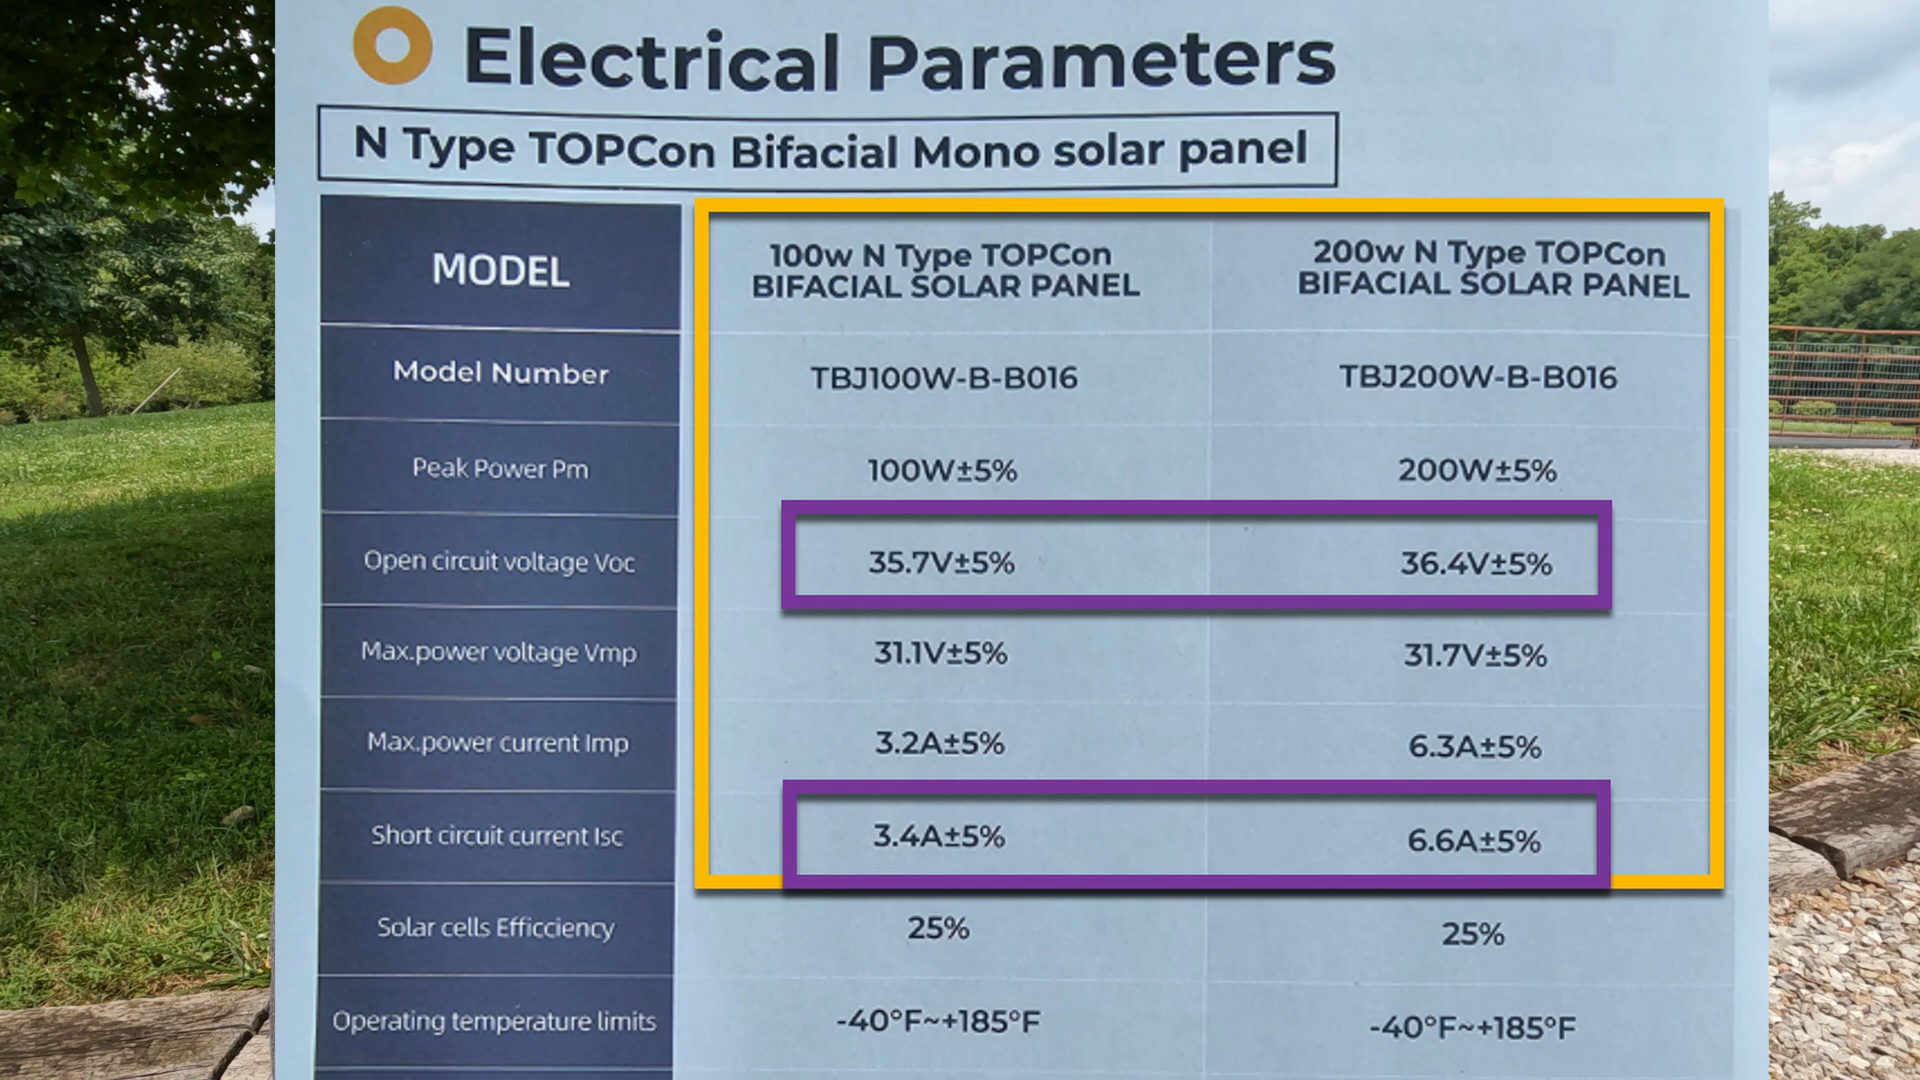 Electrical Parameters
N Type TOPCon Bifacial Mono solar panel
MODEL
100w N Type TOPCon
BIFACIAL SOLAR PANEL
200w N Type TOPCon
BIFACIAL SOLAR PANEL
Model Number TBJ100W-B-B016 TBJ200W-B-B016
Peak Power Pm 100W±5% 200W±5%
Open circuit voltage Voc 35.7V±5% 36.4V±5%
Max.power voltage Vmp 31.1V±5% 31.7V±5%
Max.power current Imp 3.2A±5% 6.3A±5%
Short circuit current Isc 3.4A±5% 6.6A±5%
Solar cells Efficciency 25% 25%
Operating temperature limits -40°F~+185°F -40°F~+185°F